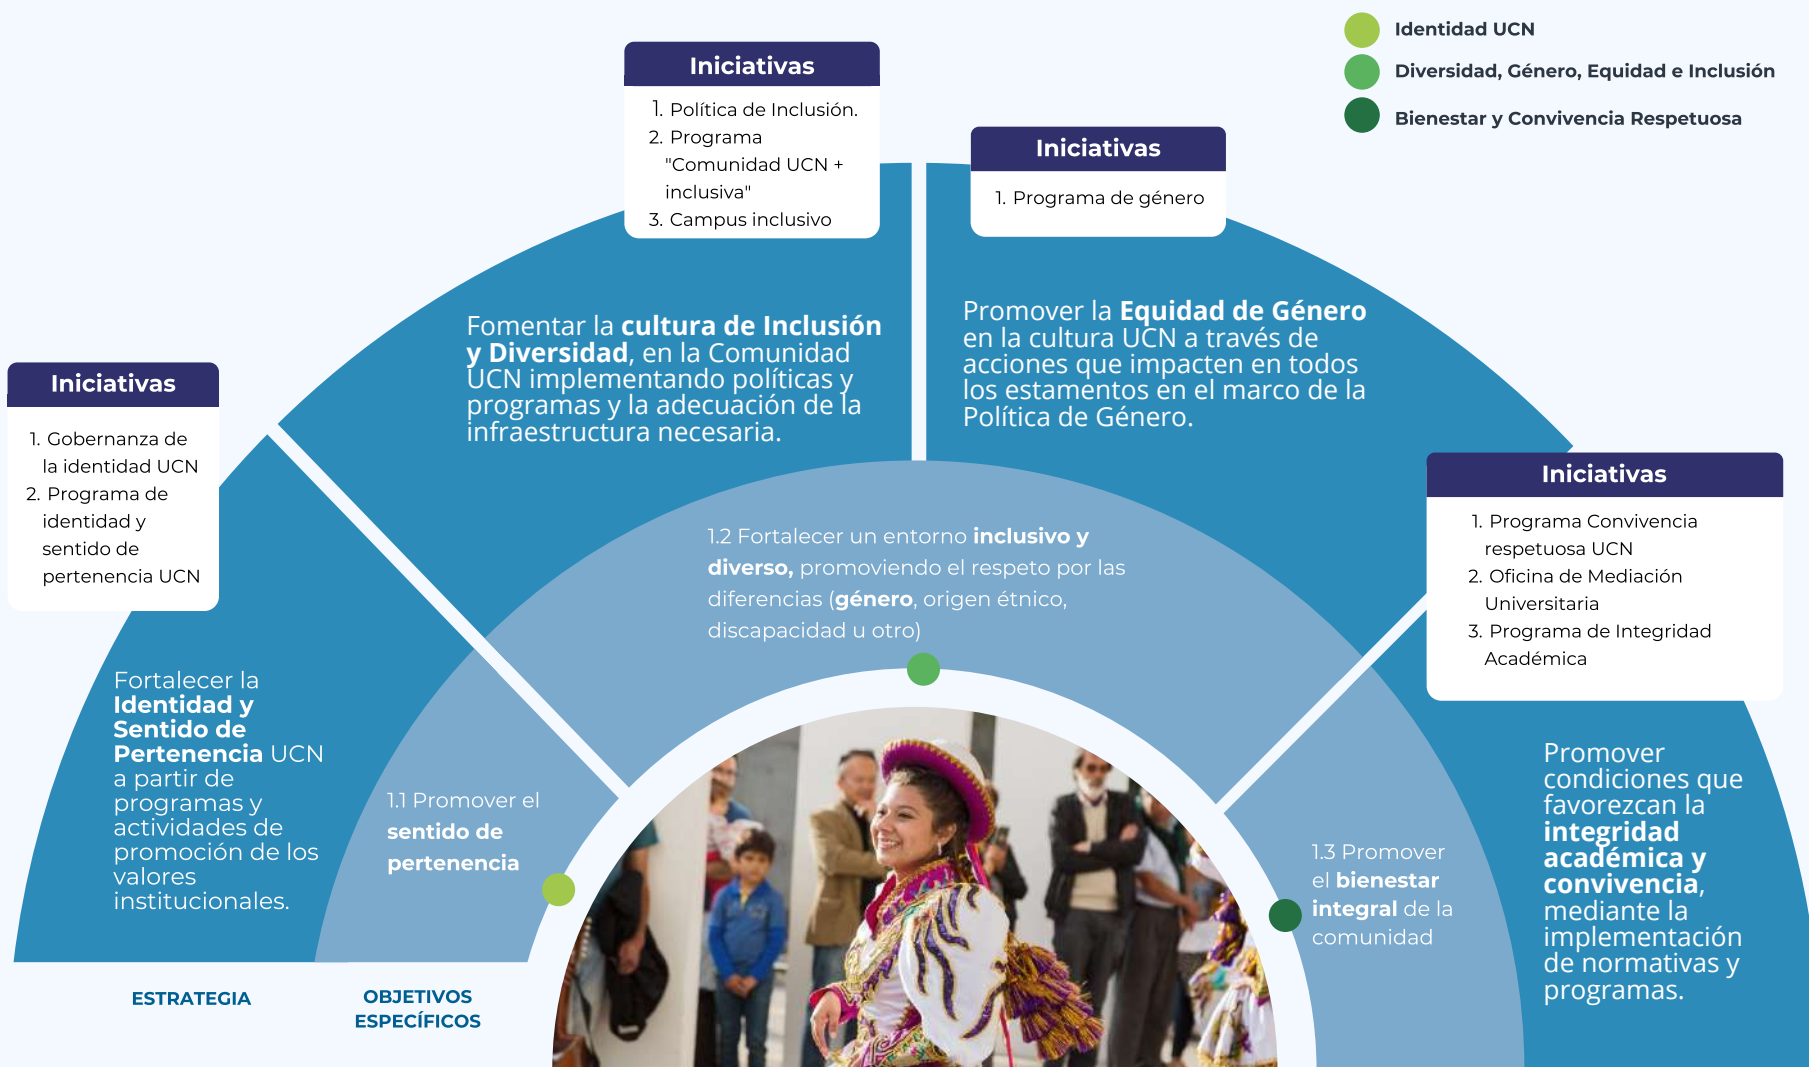 Identidad UCN
Diversidad, Género, Equidad e Inclusión
Bienestar y Convivencia Respetuosa
Iniciativas
1. Política de Inclusión.
2. Programa
"Comunidad UCN +
inclusiva"
3. Campus inclusivo
Iniciativas
1. Programa de género
Fomentar la cultura de Inclusión
y Diversidad, en la Comunidad
UCN implementando políticas y
programas y la adecuación de la
infraestructura necesaria.
Promover la Equidad de Género
en la cultura UCN a través de
acciones que impacten en todos
los estamentos en el marco de la
Política de Género.
Iniciativas
1. Gobernanza de
la identidad UCN
2. Programa de
identidad y
sentido de
pertenencia UCN
Iniciativas
1. Programa Convivencia
respetuosa UCN
2. Oficina de Mediación
Universitaria
3. Programa de Integridad
Académica
1.2 Fortalecer un entorno inclusivo y
diverso, promoviendo el respeto por las
diferencias (género, origen étnico,
discapacidad u otro)
Fortalecer la
Identidad y
Sentido de
Pertenencia UCN
a partir de
programas y
actividades de
promoción de los
valores
institucionales.
1.1 Promover el
sentido de
pertenencia
1.3 Promover
el bienestar
integral de la
comunidad
Promover
condiciones que
favorezcan la
integridad
académica y
convivencia,
mediante la
implementación
de normativas y
programas.
ESTRATEGIA
OBJETIVOS
ESPECÍFICOS